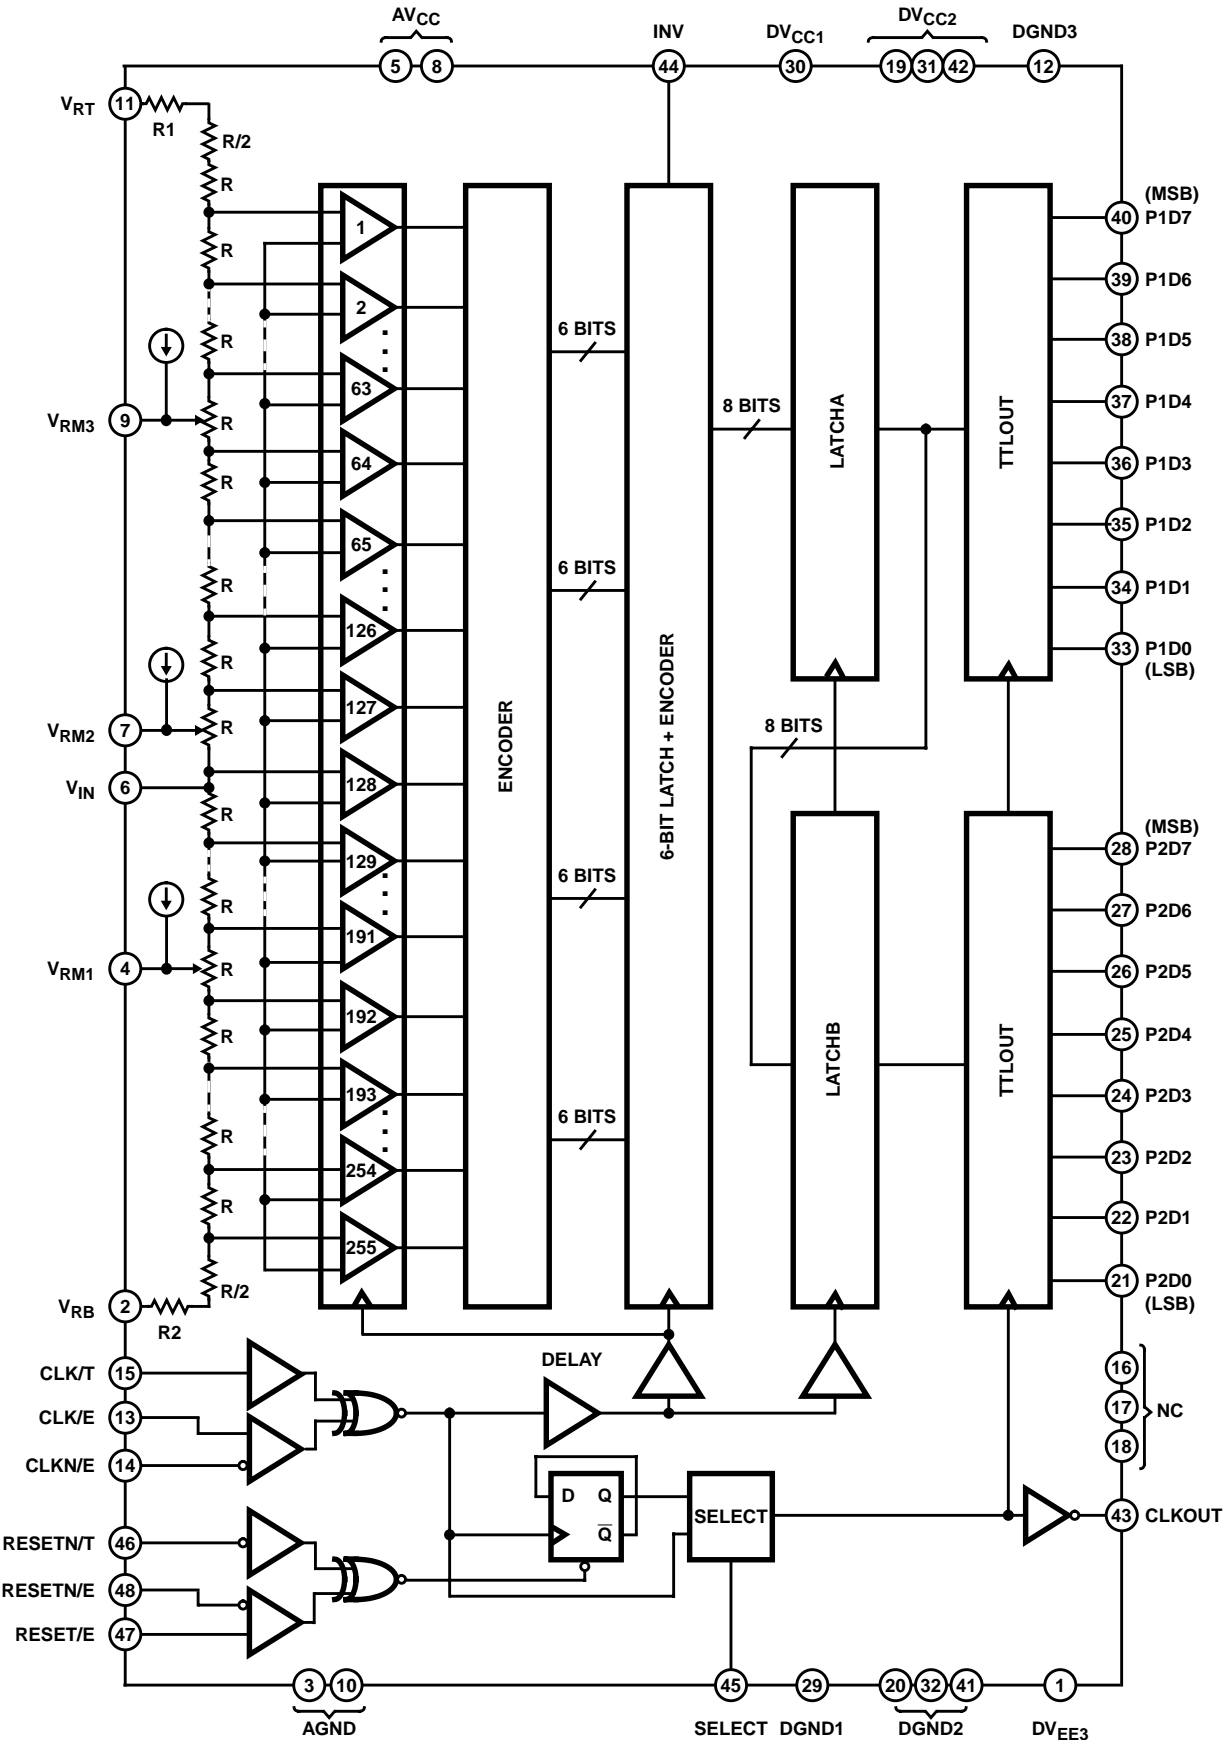 AVCC
INV
DVCC1
DVCC2
DGND3
5 8 44 30 19 31 42 12
VRT 11
R1
R/2
R
R
R
R
R
R
R
R
R
R
R
R
R
R
R/2
VRM3 9
VRM2 7
VIN 6
VRM1 4
VRB 2
R2
1
2
63
64
65
126
127
128
129
191
192
193
254
255
ENCODER
6 BITS
6 BITS
6 BITS
6 BITS
6-BIT LATCH + ENCODER
8 BITS
LATCHA
TTLOUT
8 BITS
LATCHB
TTLOUT
(MSB)
40 P1D7
39 P1D6
38 P1D5
37 P1D4
36 P1D3
35 P1D2
34 P1D1
33 P1D0
(LSB)
(MSB)
28 P2D7
27 P2D6
26 P2D5
25 P2D4
24 P2D3
23 P2D2
22 P2D1
21 P2D0
(LSB)
16
17 NC
18
43 CLKOUT
CLK/T 15
CLK/E 13
CLKN/E 14
DELAY
D Q
Q
SELECT
RESETN/T 46
RESETN/E 48
RESET/E 47
3 10 45 29 20 32 41 1
AGND
SELECT
DGND1
DGND2
DVEE3